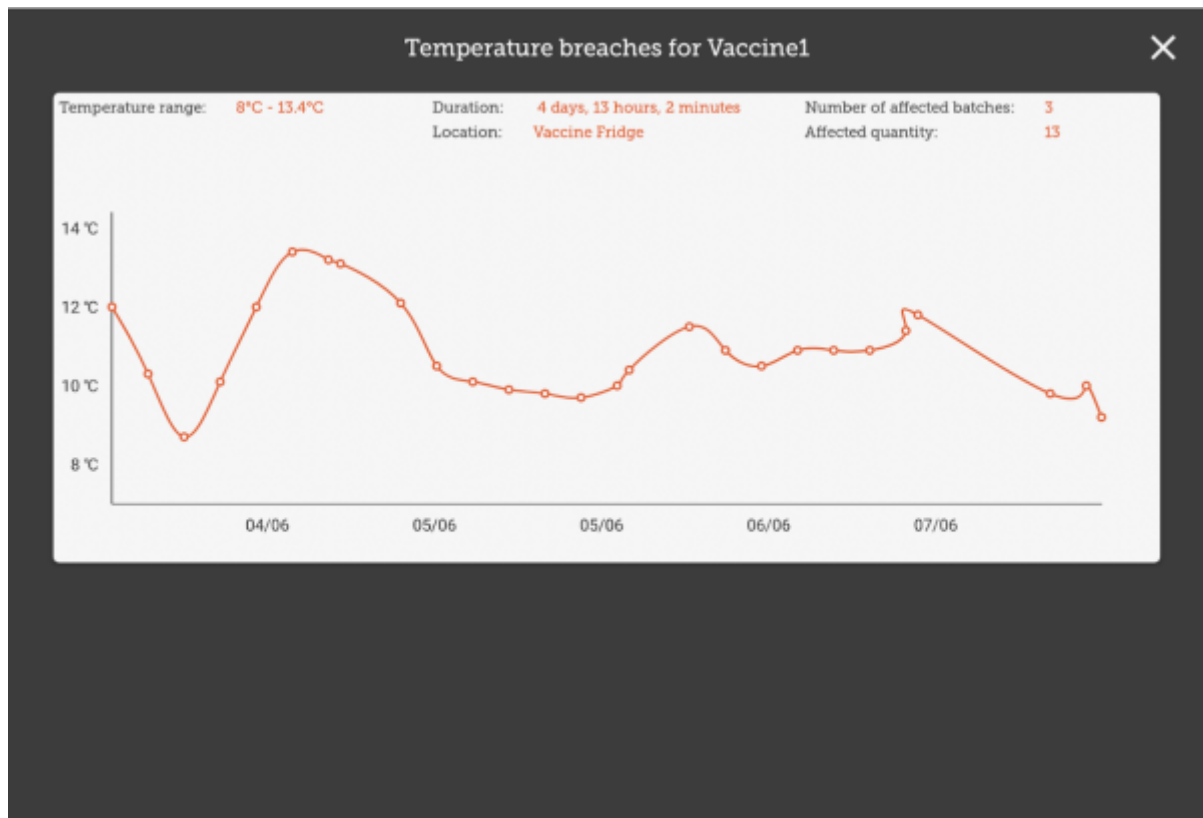 Temperature breaches for Vaccine1
Temperature range: 8°C - 13.4°C Duration: 4 days, 13 hours, 2 minutes Number of affected batches: 3
Location: Vaccine Fridge Affected quantity: 13
14 °C
12 °C
10 °C
8 °C
04/06 05/06 05/06 06/06 07/06